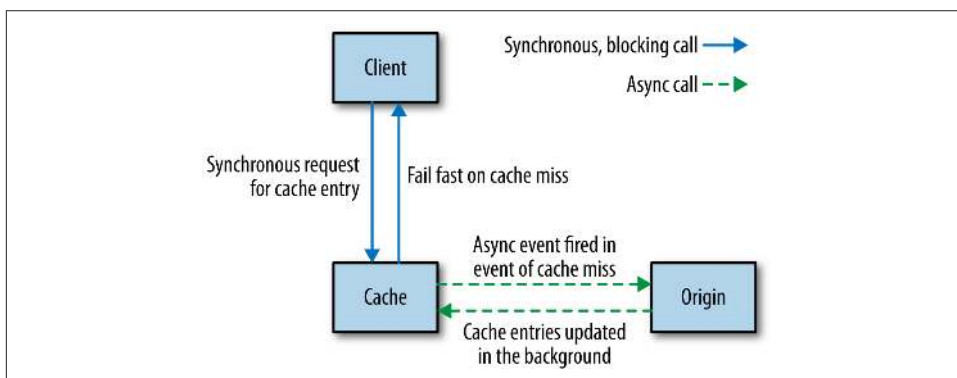 Client
Synchronous, blocking call
Async call
Synchronous request
for cache entry
Fail fast on cache miss
Async event fired in
event of cache miss
Cache
Origin
Cache entries updated
in the background